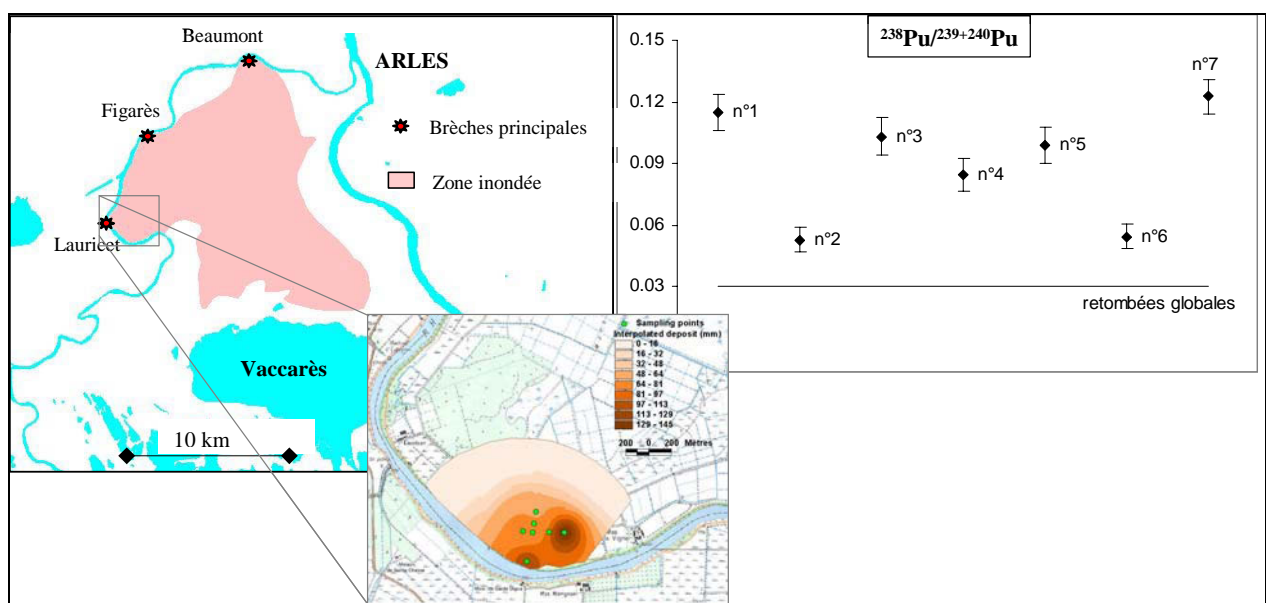 Beaumont
ARLES
Figarès
Brèches principales
Zone inondée
Lauricet
Vaccarès
10 km
²³⁸Pu/²³⁹⁺²⁴⁰Pu
0.15
0.12
0.09
0.06
0.03
n°1
n°2
n°3
n°4
n°5
n°6
n°7
retombées globales
Sampling points
Interpolated deposit (mm)
0 - 16
16 - 32
32 - 48
48 - 64
64 - 81
81 - 97
97 - 113
113 - 129
129 - 145
200 0 200 Mètres